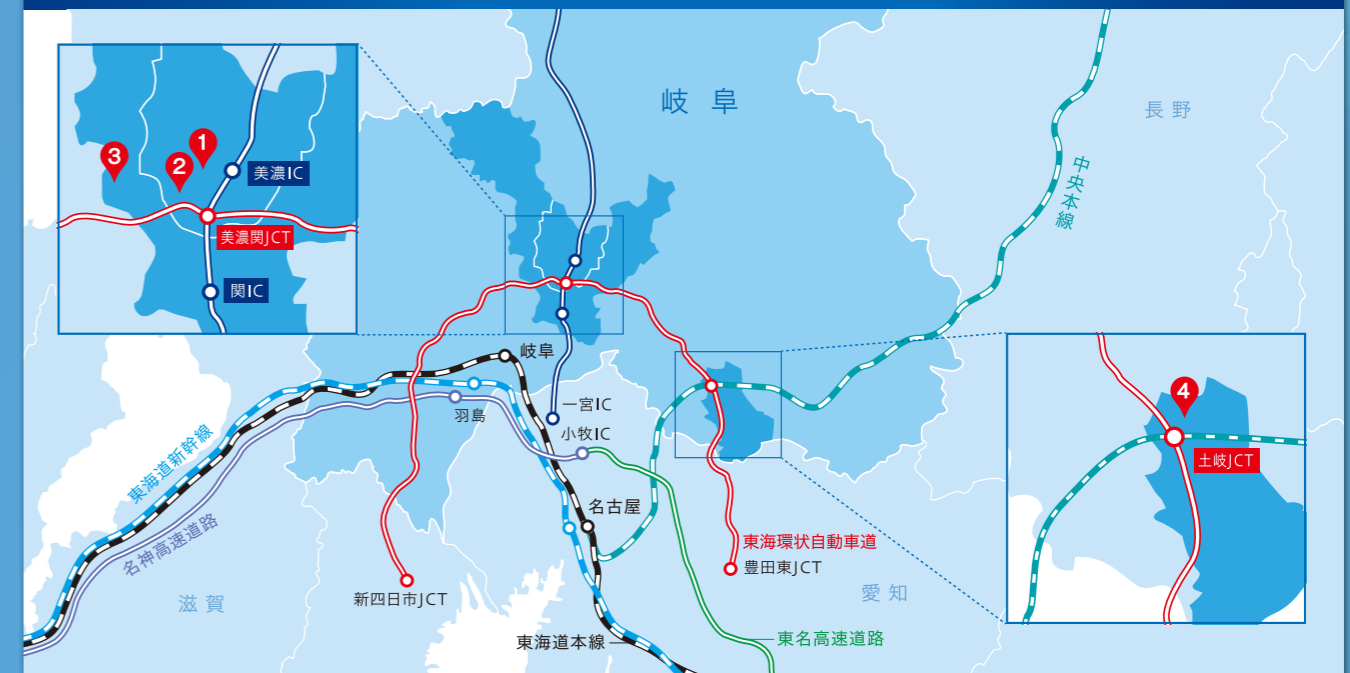 岐阜
長野
中央本線
1
2
3
美濃IC
美濃関JCT
関IC
岐阜
羽島
一宮IC
小牧IC
名古屋
東海道新幹線
名神高速道路
滋賀
新四日市JCT
東海環状自動車道
豊田東JCT
愛知
東海道本線
東名高速道路
4
土岐JCT